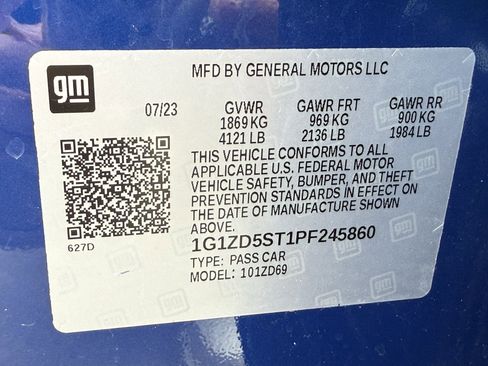 gm
MFD BY GENERAL MOTORS LLC
07/23 GVWR GAWR FRT GAWR RR
1869 KG 969 KG 900 KG
4121 LB 2136 LB 1984 LB
THIS VEHICLE CONFORMS TO ALL
APPLICABLE U.S. FEDERAL MOTOR
VEHICLE SAFETY, BUMPER, AND THEFT
PREVENTION STANDARDS IN EFFECT ON
THE DATE OF MANUFACTURE SHOWN
ABOVE.
627D
1G1ZD5ST1PF245860
TYPE: PASS CAR
MODEL: 101ZD69